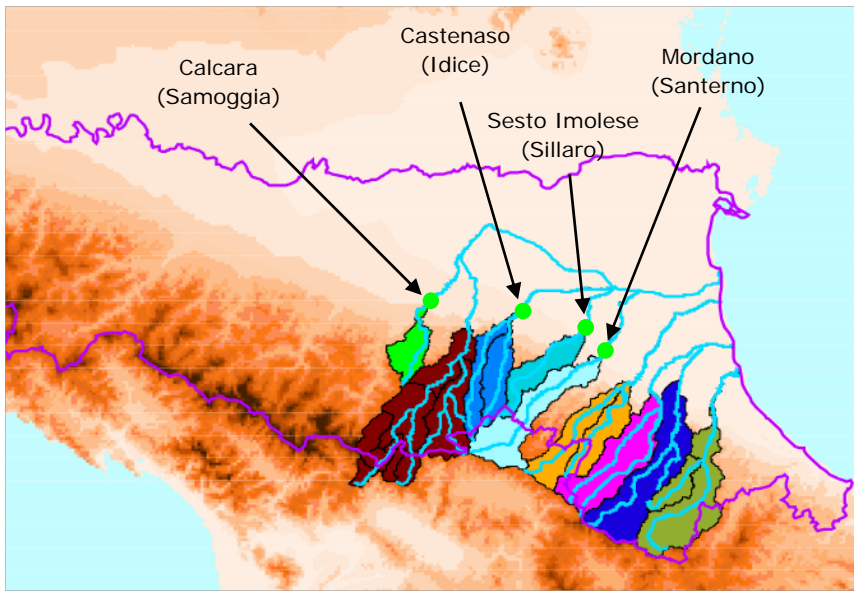 Calcara
(Samoggia)
Castenaso
(Idice)
Sesto Imolese
(Sillaro)
Mordano
(Santerno)